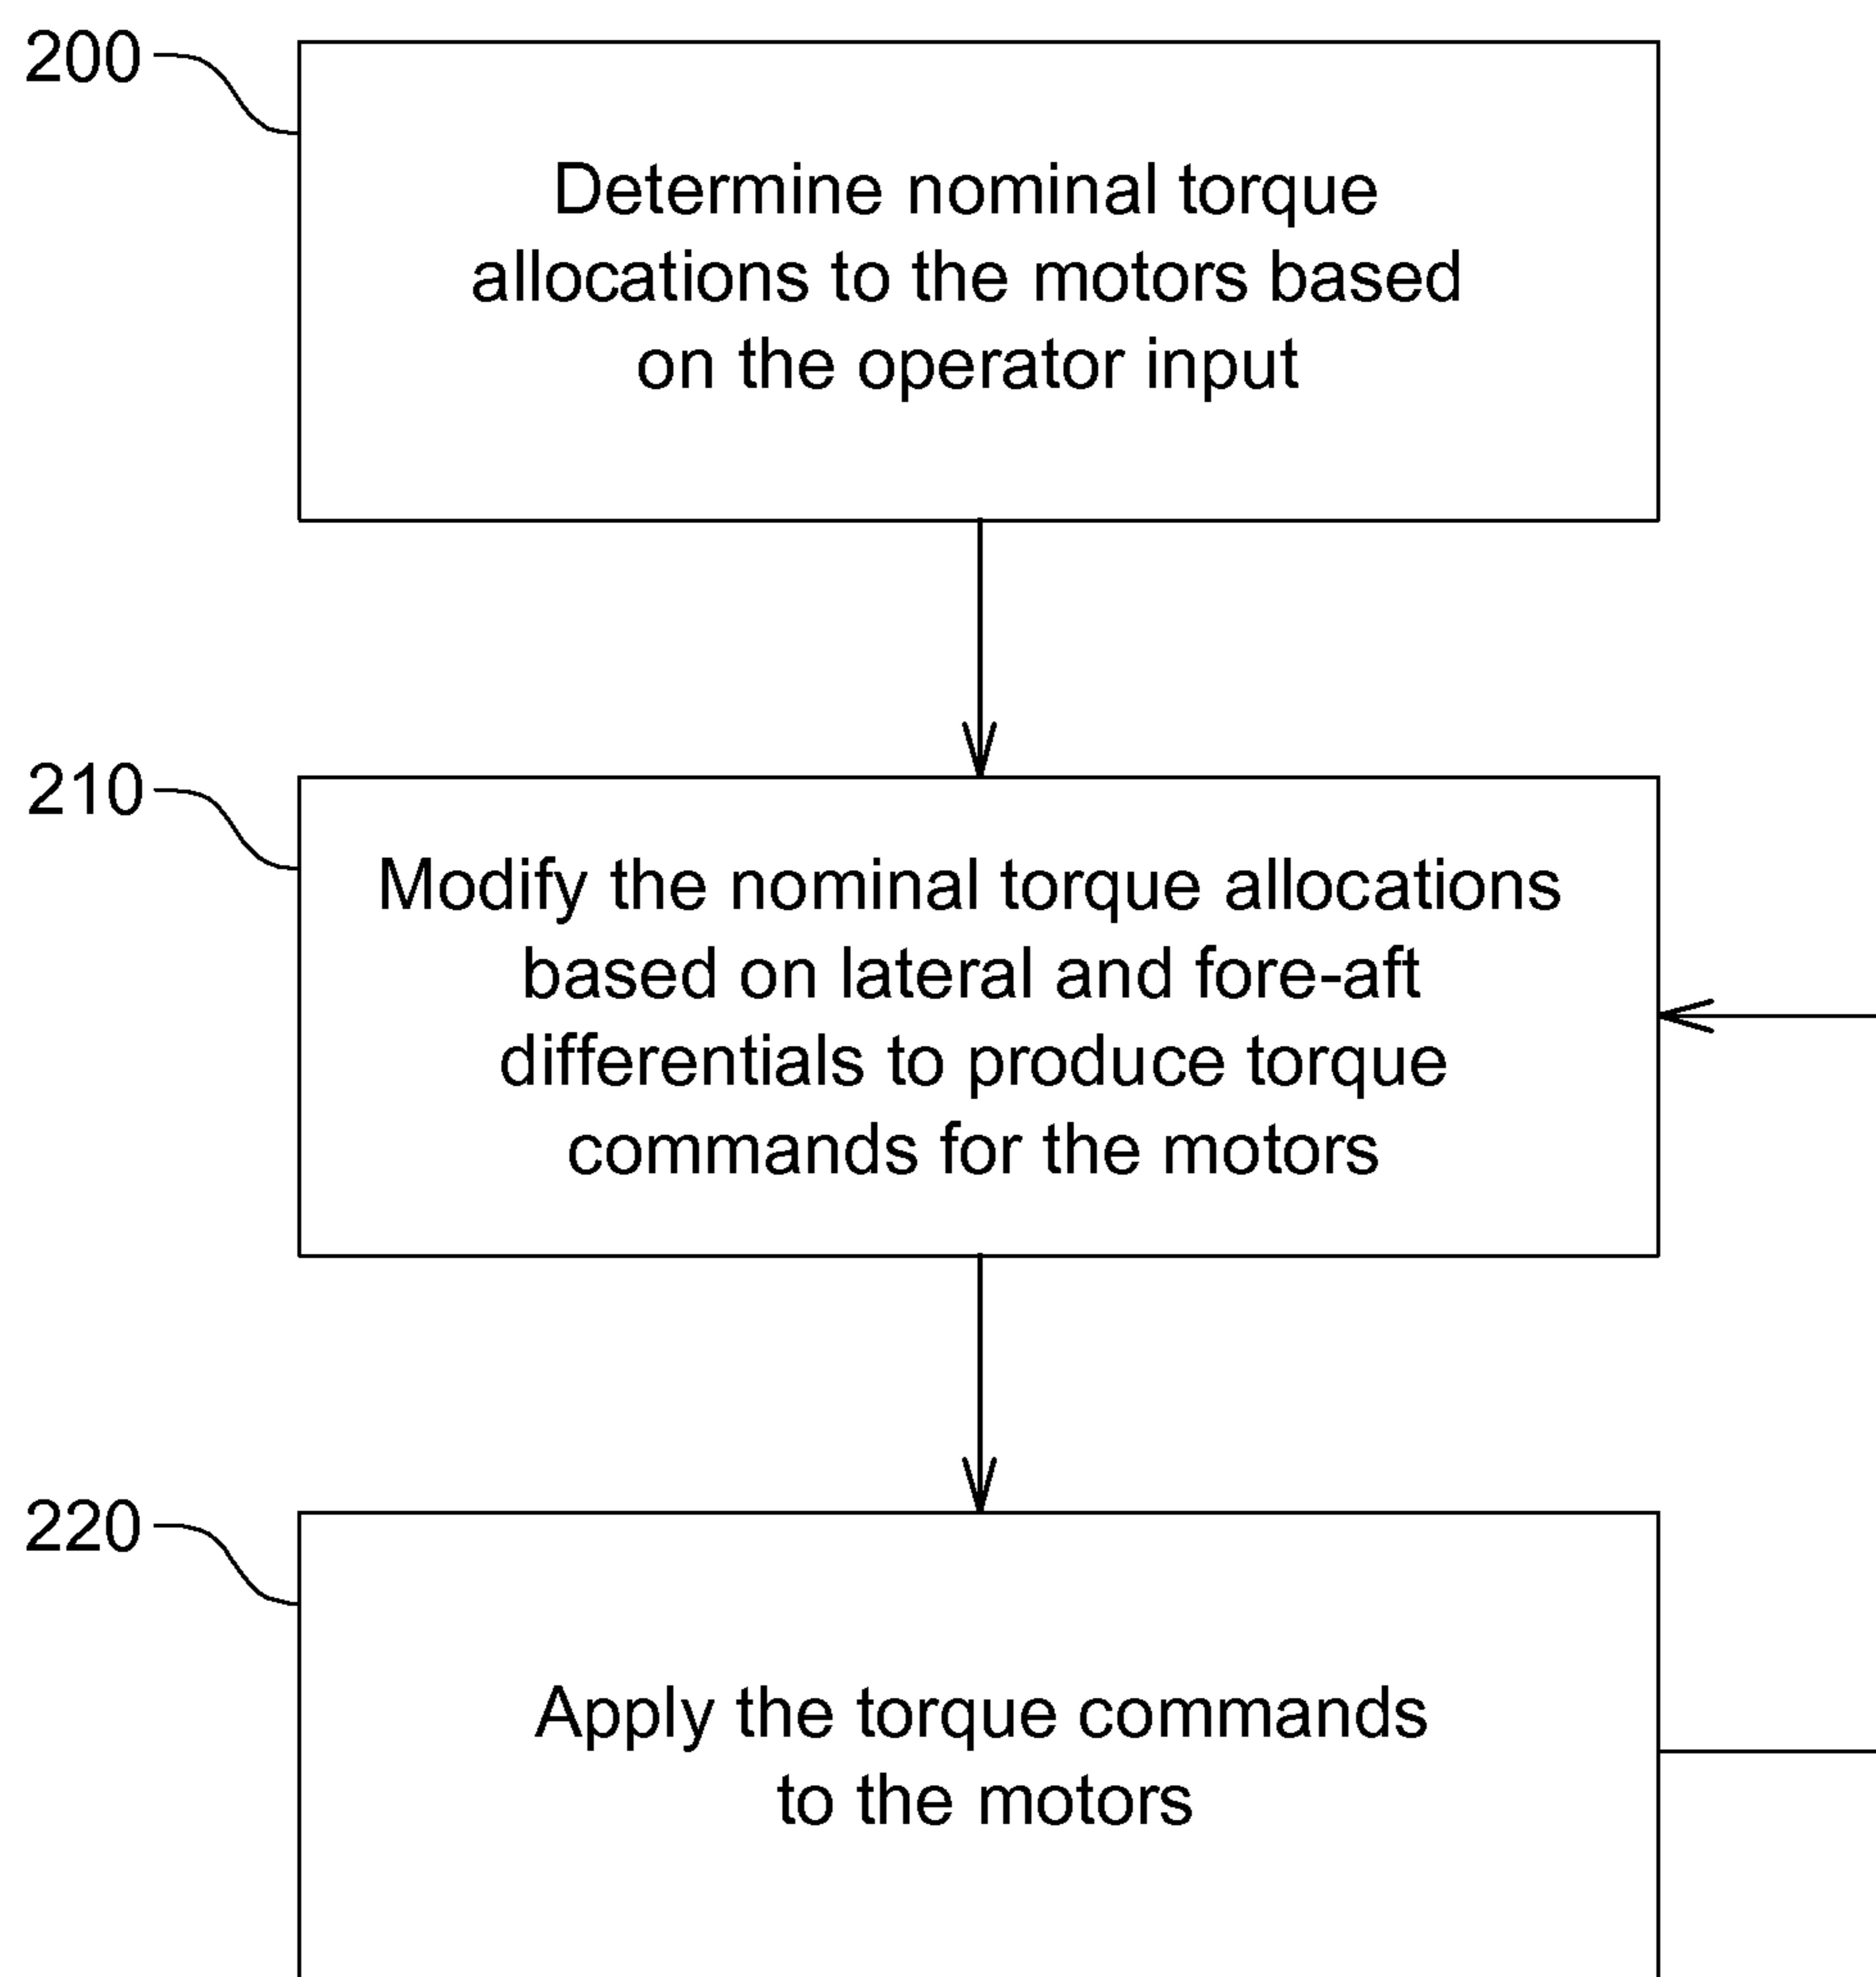 200
Determine nominal torque
allocations to the motors based
on the operator input
210
Modify the nominal torque allocations
based on lateral and fore-aft
differentials to produce torque
commands for the motors
220
Apply the torque commands
to the motors